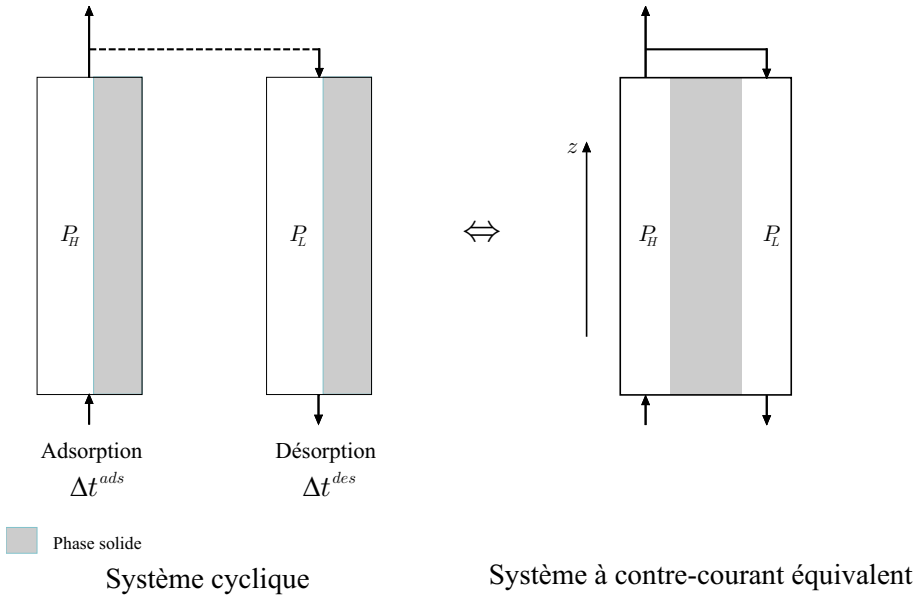 z
P_H
P_L
⇔
P_H
P_L
Adsorption
Δt^ads
Désorption
Δt^des
Phase solide
Système cyclique
Système à contre-courant équivalent